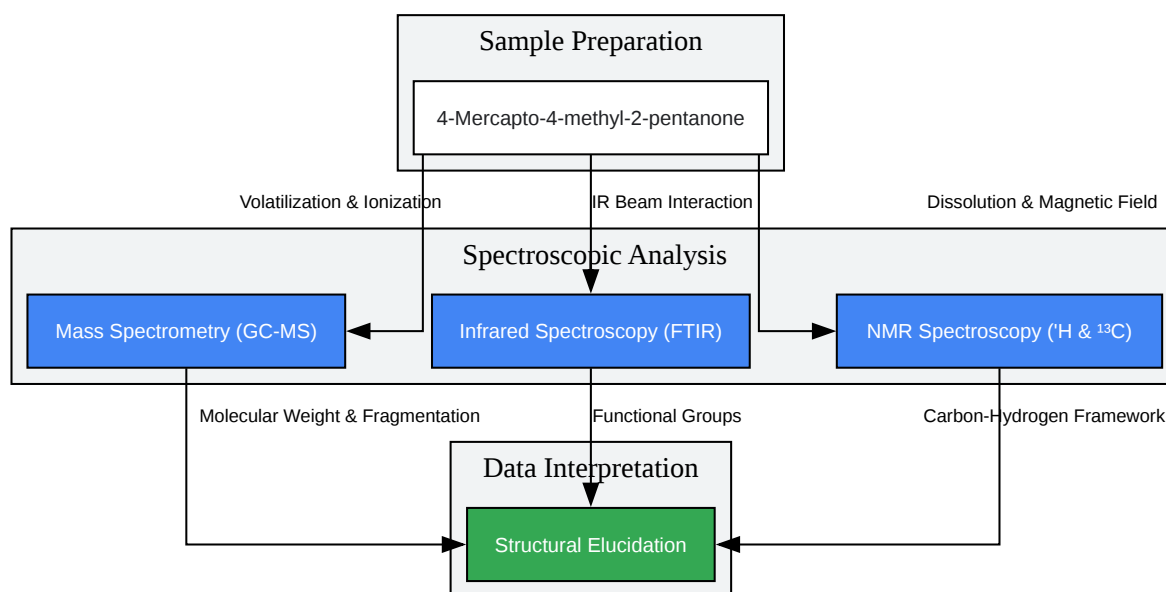 Sample Preparation
4-Mercapto-4-methyl-2-pentanone
Volatilization & Ionization
IR Beam Interaction
Dissolution & Magnetic Field
Spectroscopic Analysis
Mass Spectrometry (GC-MS)
Infrared Spectroscopy (FTIR)
NMR Spectroscopy ('H & ¹³C)
Molecular Weight & Fragmentation
Functional Groups
Carbon-Hydrogen Framework
Data Interpretation
Structural Elucidation